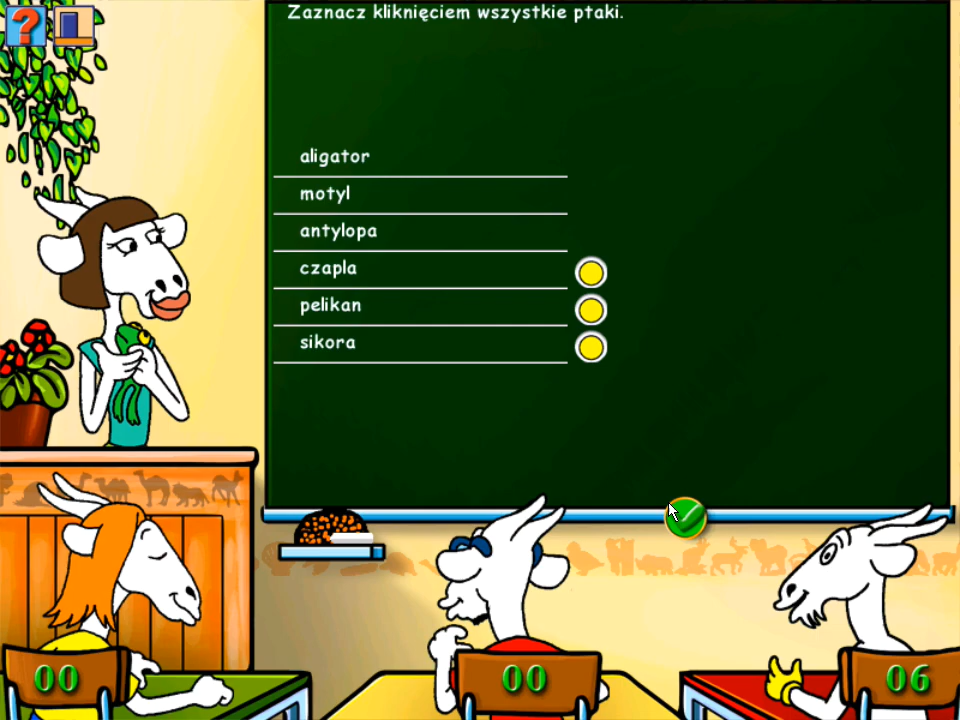 ?
Zaznacz kliknięciem wszystkie ptaki.
aligator
motyl
antylopa
czapla
pelikan
sikora
00
00
06